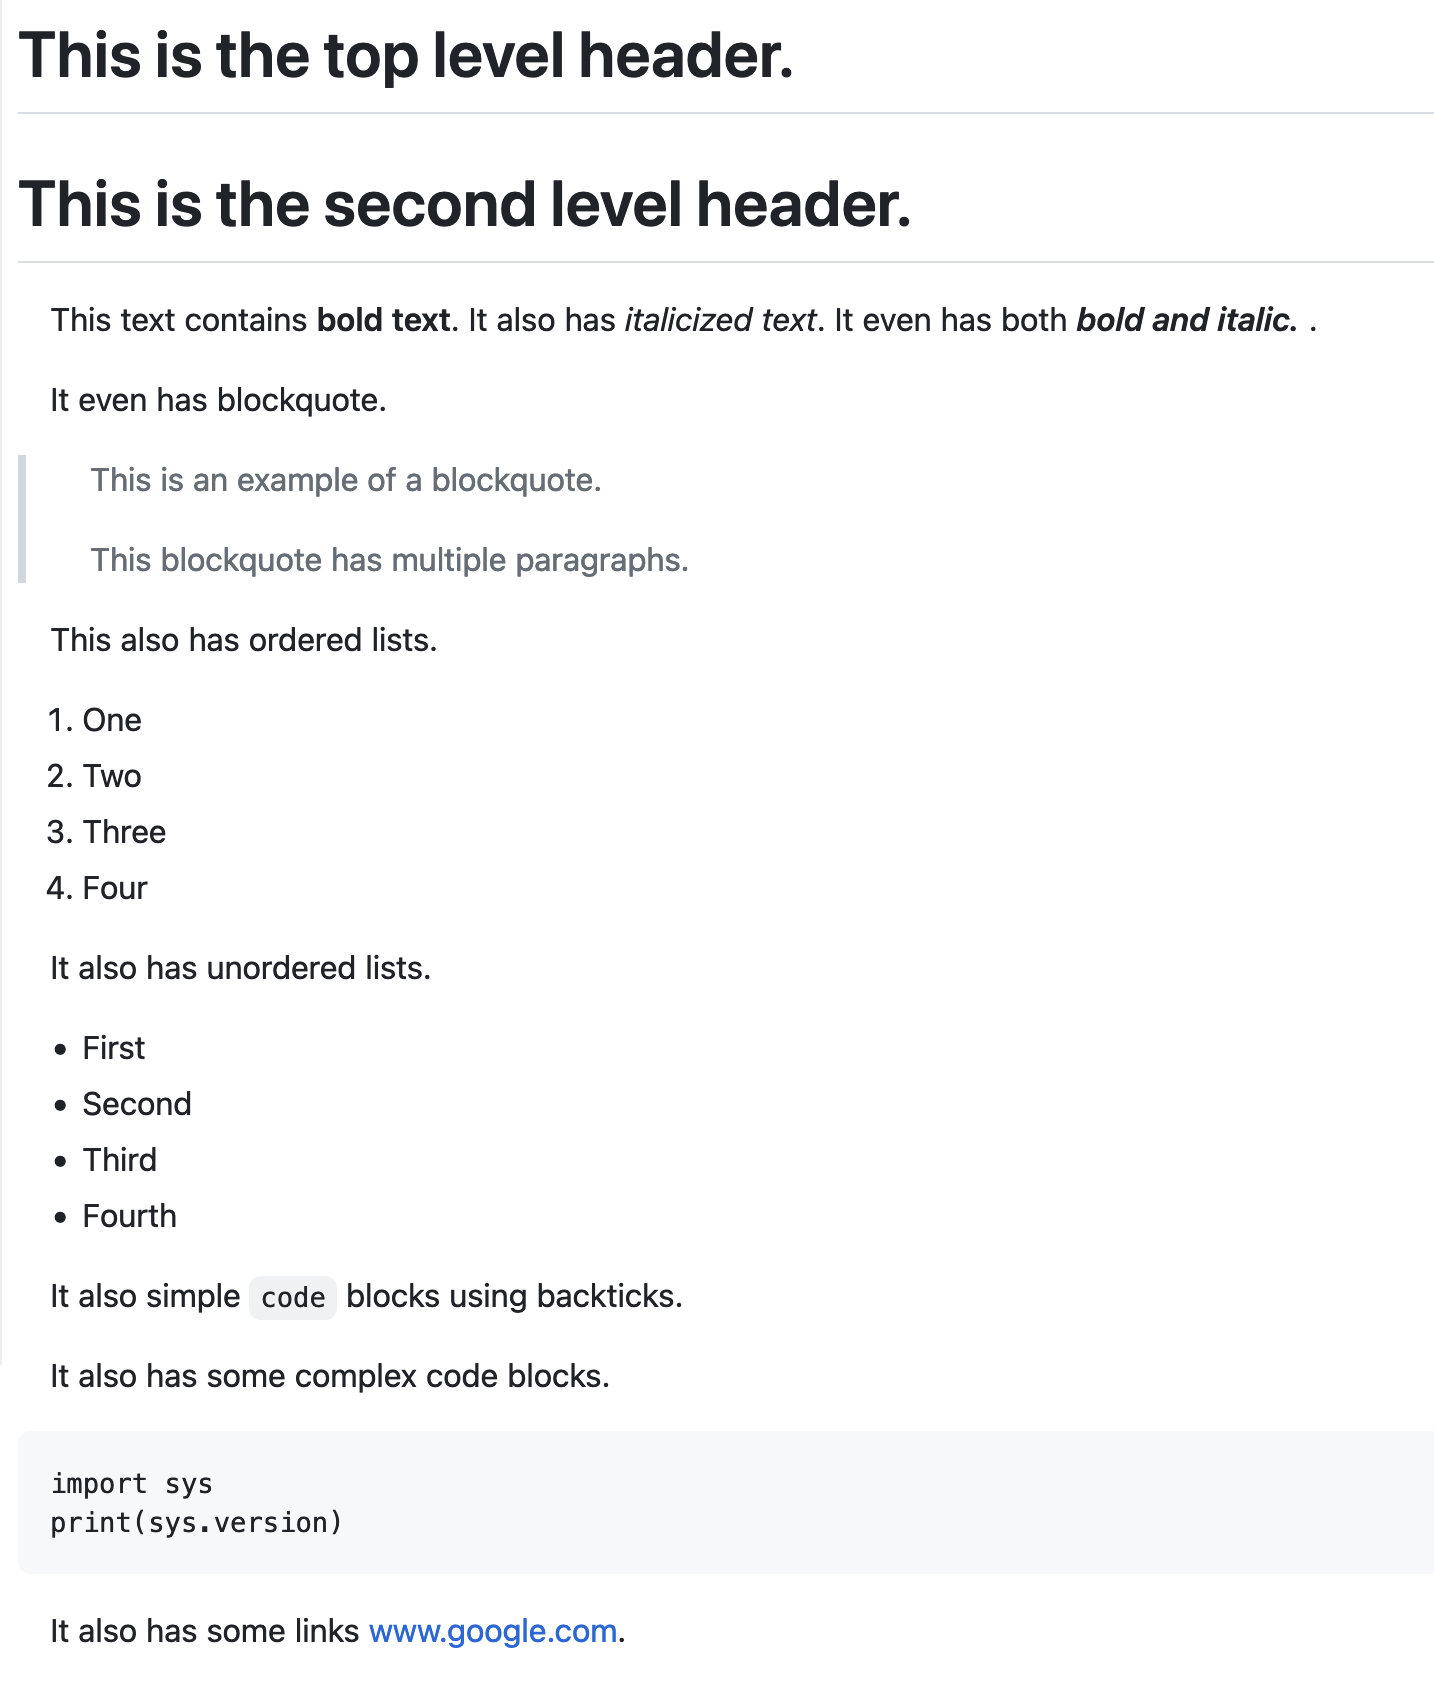 This is the top level header.
This is the second level header.
This text contains bold text. It also has italicized text. It even has both bold and italic. .
It even has blockquote.
This is an example of a blockquote.
This blockquote has multiple paragraphs.
This also has ordered lists.
1. One
2. Two
3. Three
4. Four
It also has unordered lists.
• First
• Second
• Third
• Fourth
It also simple code blocks using backticks.
It also has some complex code blocks.
import sys
print(sys.version)
It also has some links www.google.com.